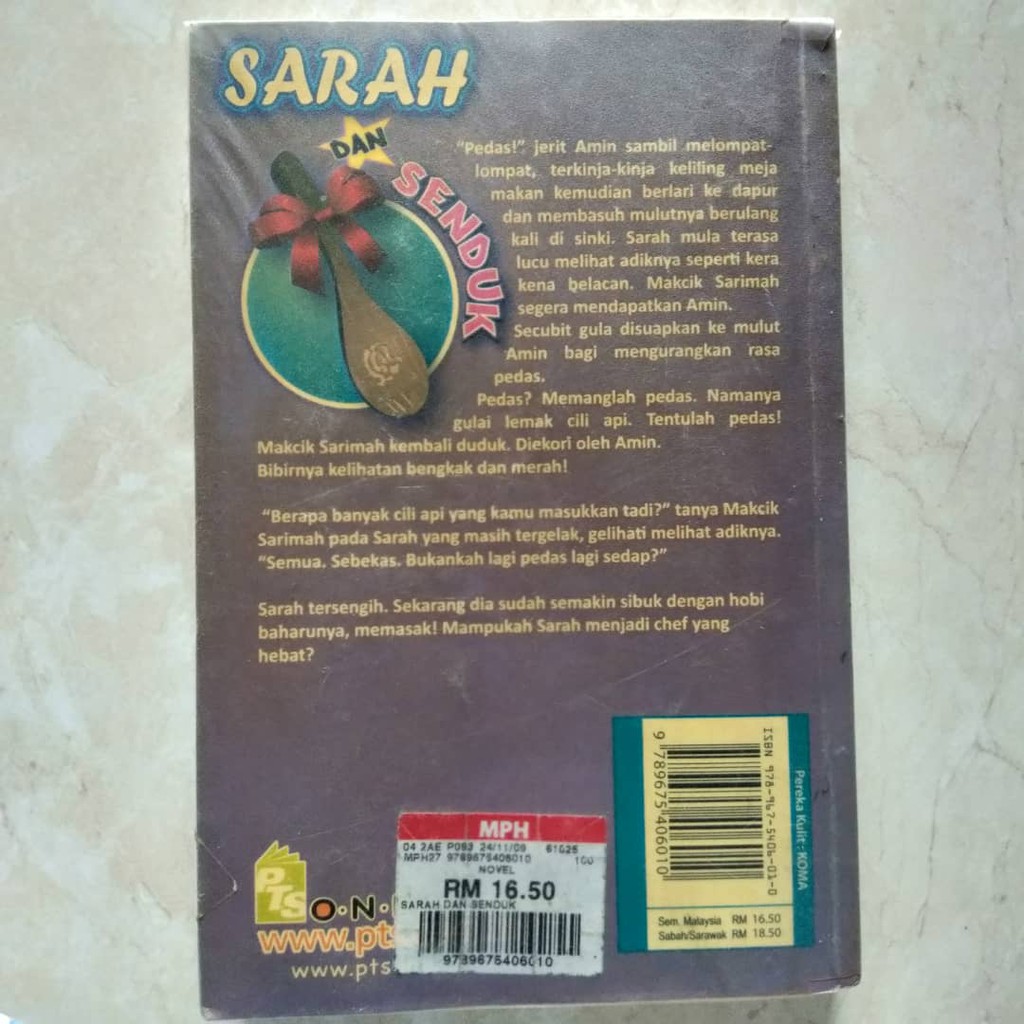 SARAH
DAN
SENDUK
"Pedas!" jerit Amin sambil melompat-
lompat, terkinja-kinja keliling meja
makan kemudian berlari ke dapur
dan membasuh mulutnya berulang
kali di sinki. Sarah mula terasa
lucu melihat adiknya seperti kera
kena belacan. Makcik Sarimah
segera mendapatkan Amin.
Secubit gula disuapkan ke mulut
Amin bagi mengurangkan rasa
pedas.
Pedas? Memanglah pedas. Namanya
gulai lemak cili api. Tentulah pedas!
Makcik Sarimah kembali duduk. Diekori oleh Amin.
Bibirnya kelihatan bengkak dan merah!
"Berapa banyak cili api yang kamu masukkan tadi?" tanya Makcik
Sarimah pada Sarah yang masih tergelak, gelihati melihat adiknya.
"Semua. Sebekas. Bukankah lagi pedas lagi sedap?"
Sarah tersengih. Sekarang dia sudah semakin sibuk dengan hobi
baharunya, memasak! Mampukah Sarah menjadi chef yang
hebat?
ISBN 978-967-5406-01-0
9 789675 406010
Pereka Kulit : KOMA
Sem. Malaysia RM 16.50
Sabah/Sarawak RM 18.50
MPH
04 2AE P093 24/11/09 61025
MPH27 9789675406010 100
NOVEL
RM 16.50
SARAH DAN SENDUK
9789675406010
PTS
O·N·
www.pts
www.pts